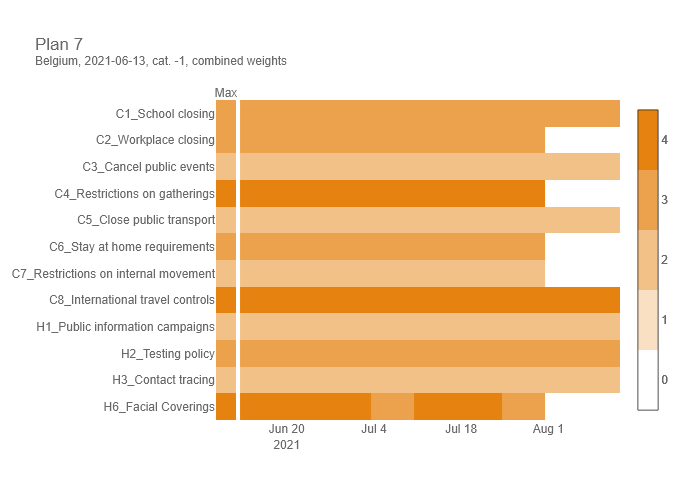 Plan 7
Belgium, 2021-06-13, cat. -1, combined weights
Max
C1_School closing
C2_Workplace closing
C3_Cancel public events
C4_Restrictions on gatherings
C5_Close public transport
C6_Stay at home requirements
C7_Restrictions on internal movement
C8_International travel controls
H1_Public information campaigns
H2_Testing policy
H3_Contact tracing
H6_Facial Coverings
Jun 20 Jul 4 Jul 18 Aug 1
2021
4
3
2
1
0